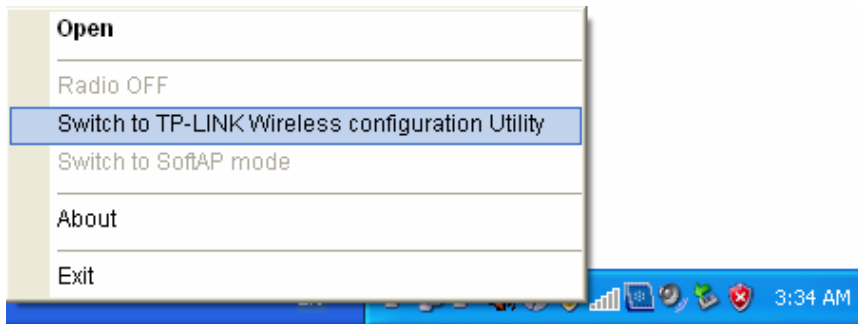 Open
Radio OFF
Switch to TP-LINK Wireless configuration Utility
Switch to SoftAP mode
About
Exit
3:34 AM